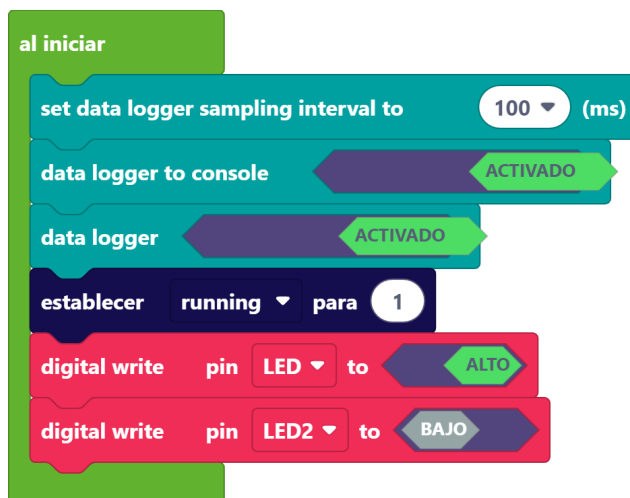 al iniciar
set data logger sampling interval to 100 (ms)
data logger to console ACTIVADO
data logger ACTIVADO
establecer running para 1
digital write pin LED to ALTO
digital write pin LED2 to BAJO